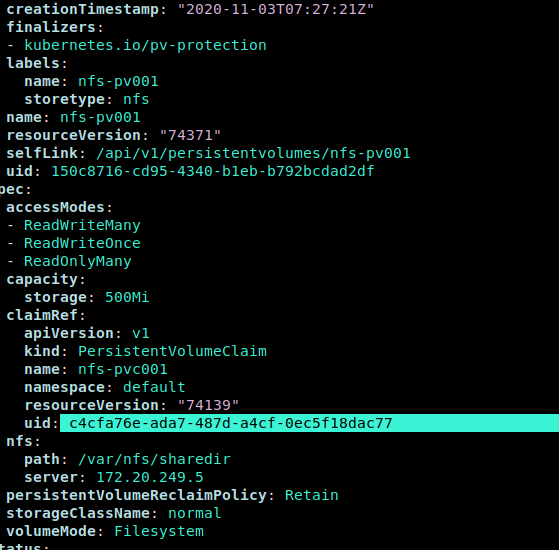 creationTimestamp: "2020-11-03T07:27:21Z"
finalizers:
- kubernetes.io/pv-protection
labels:
name: nfs-pv001
storetype: nfs
name: nfs-pv001
resourceVersion: "74371"
selfLink: /api/v1/persistentvolumes/nfs-pv001
uid: 150c8716-cd95-4340-b1eb-b792bcdad2df
pec:
accessModes:
- ReadWriteMany
- ReadWriteOnce
- ReadOnlyMany
capacity:
storage: 500Mi
claimRef:
apiVersion: v1
kind: PersistentVolumeClaim
name: nfs-pvc001
namespace: default
resourceVersion: "74139"
uid: c4cfa76e-ada7-487d-a4cf-0ec5f18dac77
nfs:
path: /var/nfs/sharedir
server: 172.20.249.5
persistentVolumeReclaimPolicy: Retain
storageClassName: normal
volumeMode: Filesystem
tatus: